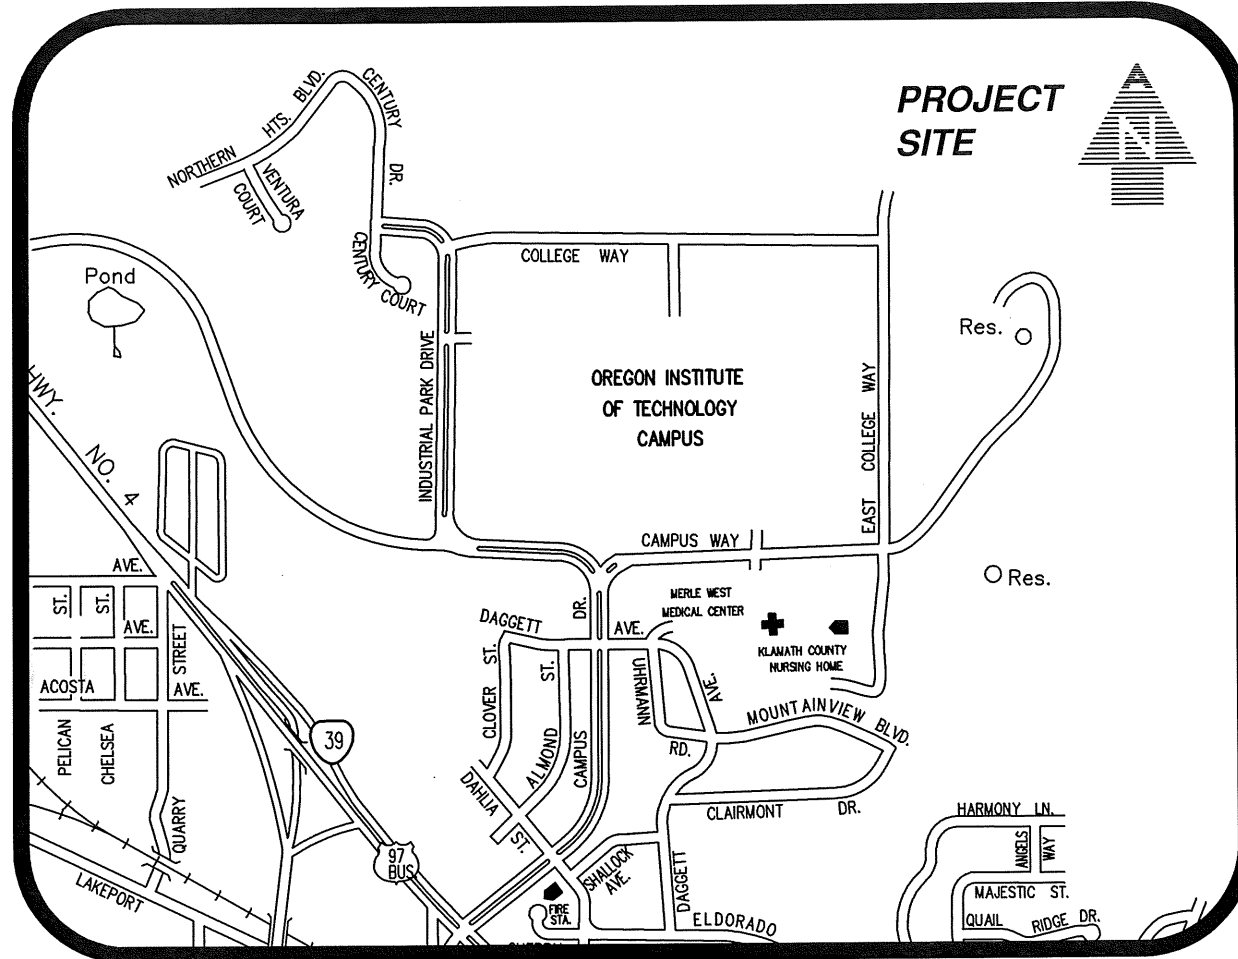 PROJECT
SITE
N
NORTHERN HTS. BLVD.
CENTURY DR.
VENTURA
COURT
CENTURY COURT
COLLEGE WAY
Pond
Res.
INDUSTRIAL PARK DRIVE
OREGON INSTITUTE
OF TECHNOLOGY
CAMPUS
EAST COLLEGE WAY
HWY. NO. 4
CAMPUS WAY
AVE.
Res.
MERLE WEST
MEDICAL CENTER
ST.
ST.
AVE.
STREET
DAGGETT
DR.
AVE.
KLAMATH COUNTY
NURSING HOME
ACOSTA
AVE.
CLOVER ST.
ST.
UHRMANN
AVE.
MOUNTAINVIEW BLVD.
PELICAN
CHELSEA
39
ALMOND
CAMPUS
RD.
DAHLIA
ST.
CLAIRMONT DR.
QUARRY
HARMONY LN.
97
BUS
ANGELS
WAY
SHALLOCK
AVE.
DAGGETT
LAKEPORT
FIRE
STA.
MAJESTIC ST.
ELDORADO
QUAIL RIDGE DR.